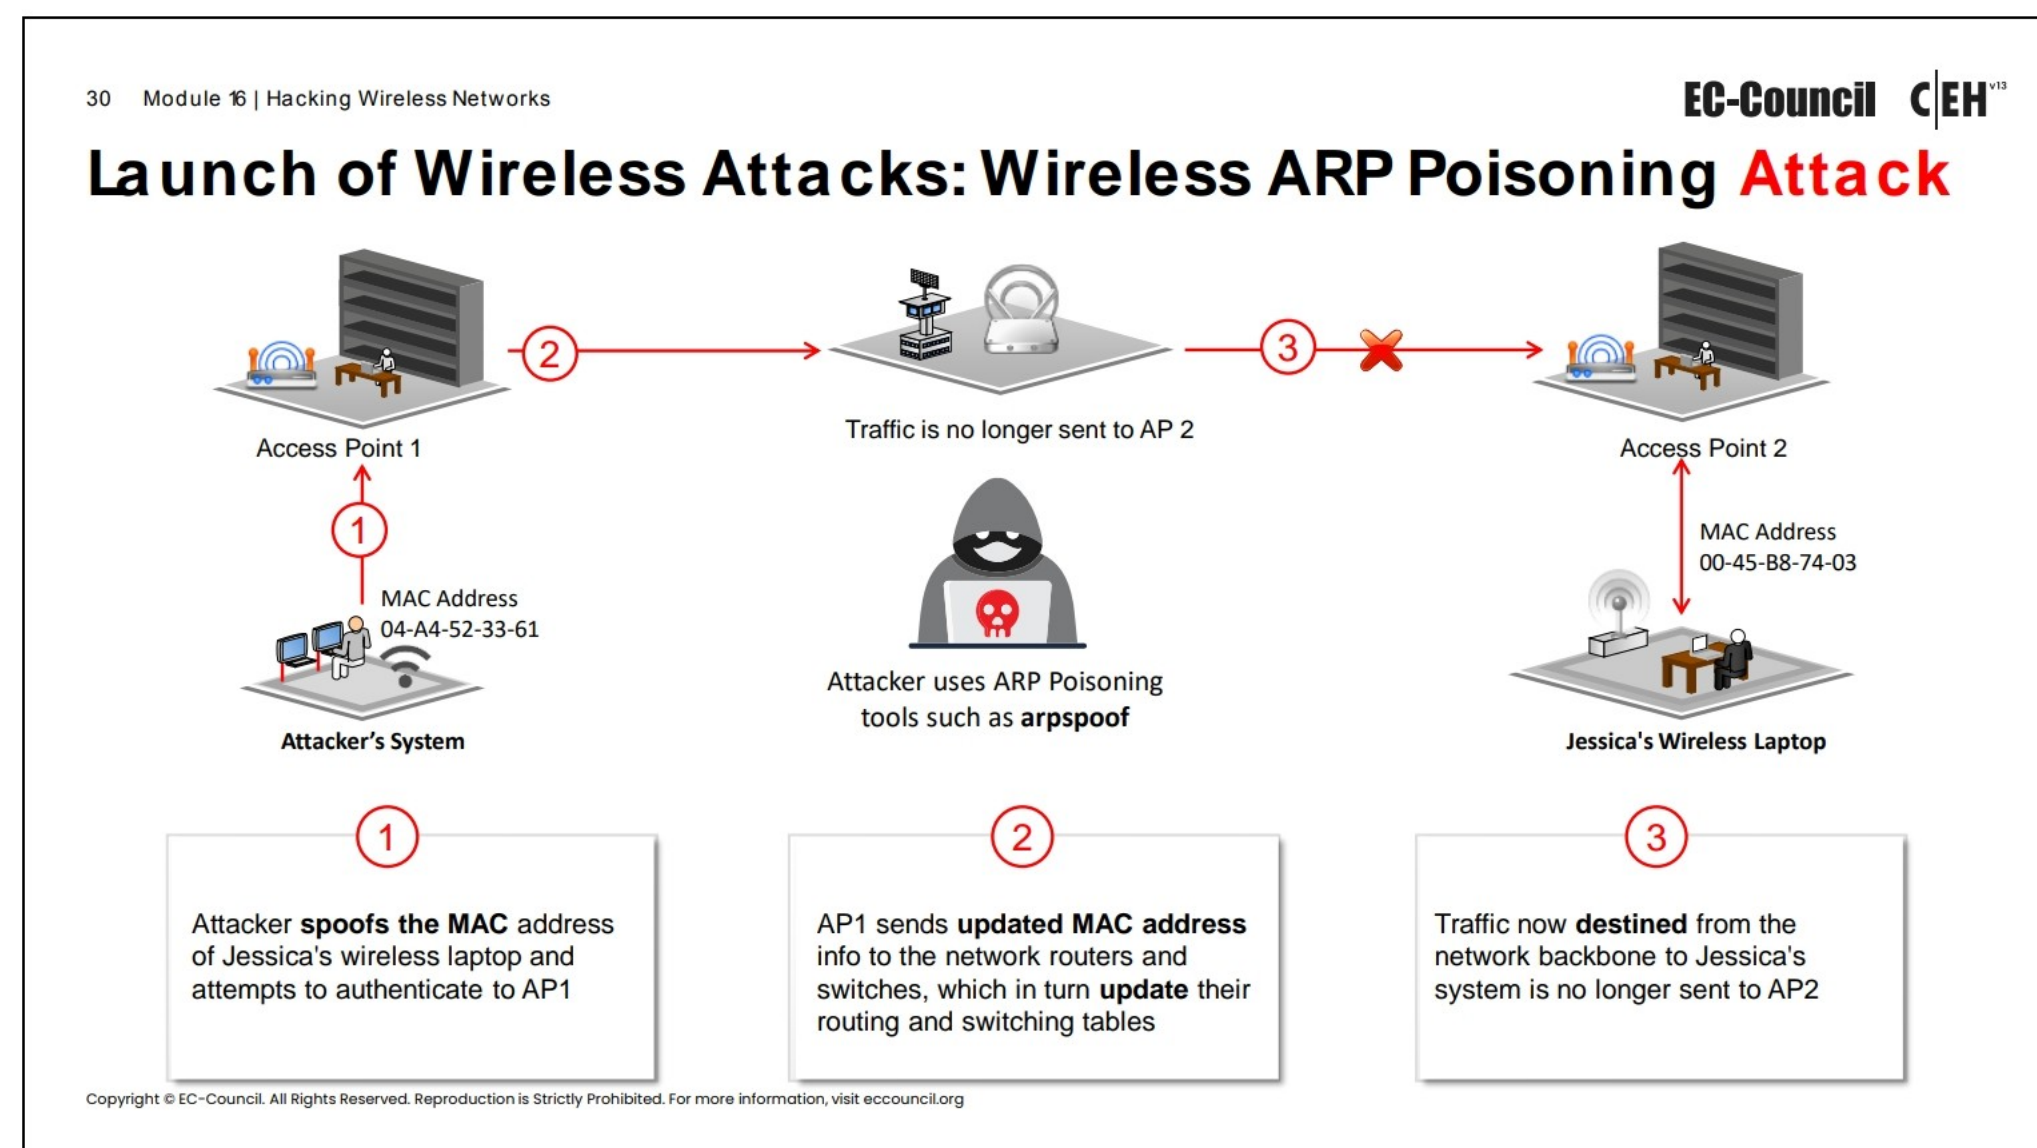 30 Module 16 | Hacking Wireless Networks
EC-Council C|EH v13
Launch of Wireless Attacks: Wireless ARP Poisoning Attack
2
3
Traffic is no longer sent to AP 2
Access Point 1
Access Point 2
1
MAC Address
00-45-B8-74-03
MAC Address
04-A4-52-33-61
Attacker uses ARP Poisoning
tools such as arpspoof
Attacker's System
Jessica's Wireless Laptop
1
Attacker spoofs the MAC address
of Jessica's wireless laptop and
attempts to authenticate to AP1
2
AP1 sends updated MAC address
info to the network routers and
switches, which in turn update their
routing and switching tables
3
Traffic now destined from the
network backbone to Jessica's
system is no longer sent to AP2
Copyright © EC-Council. All Rights Reserved. Reproduction is Strictly Prohibited. For more information, visit eccouncil.org